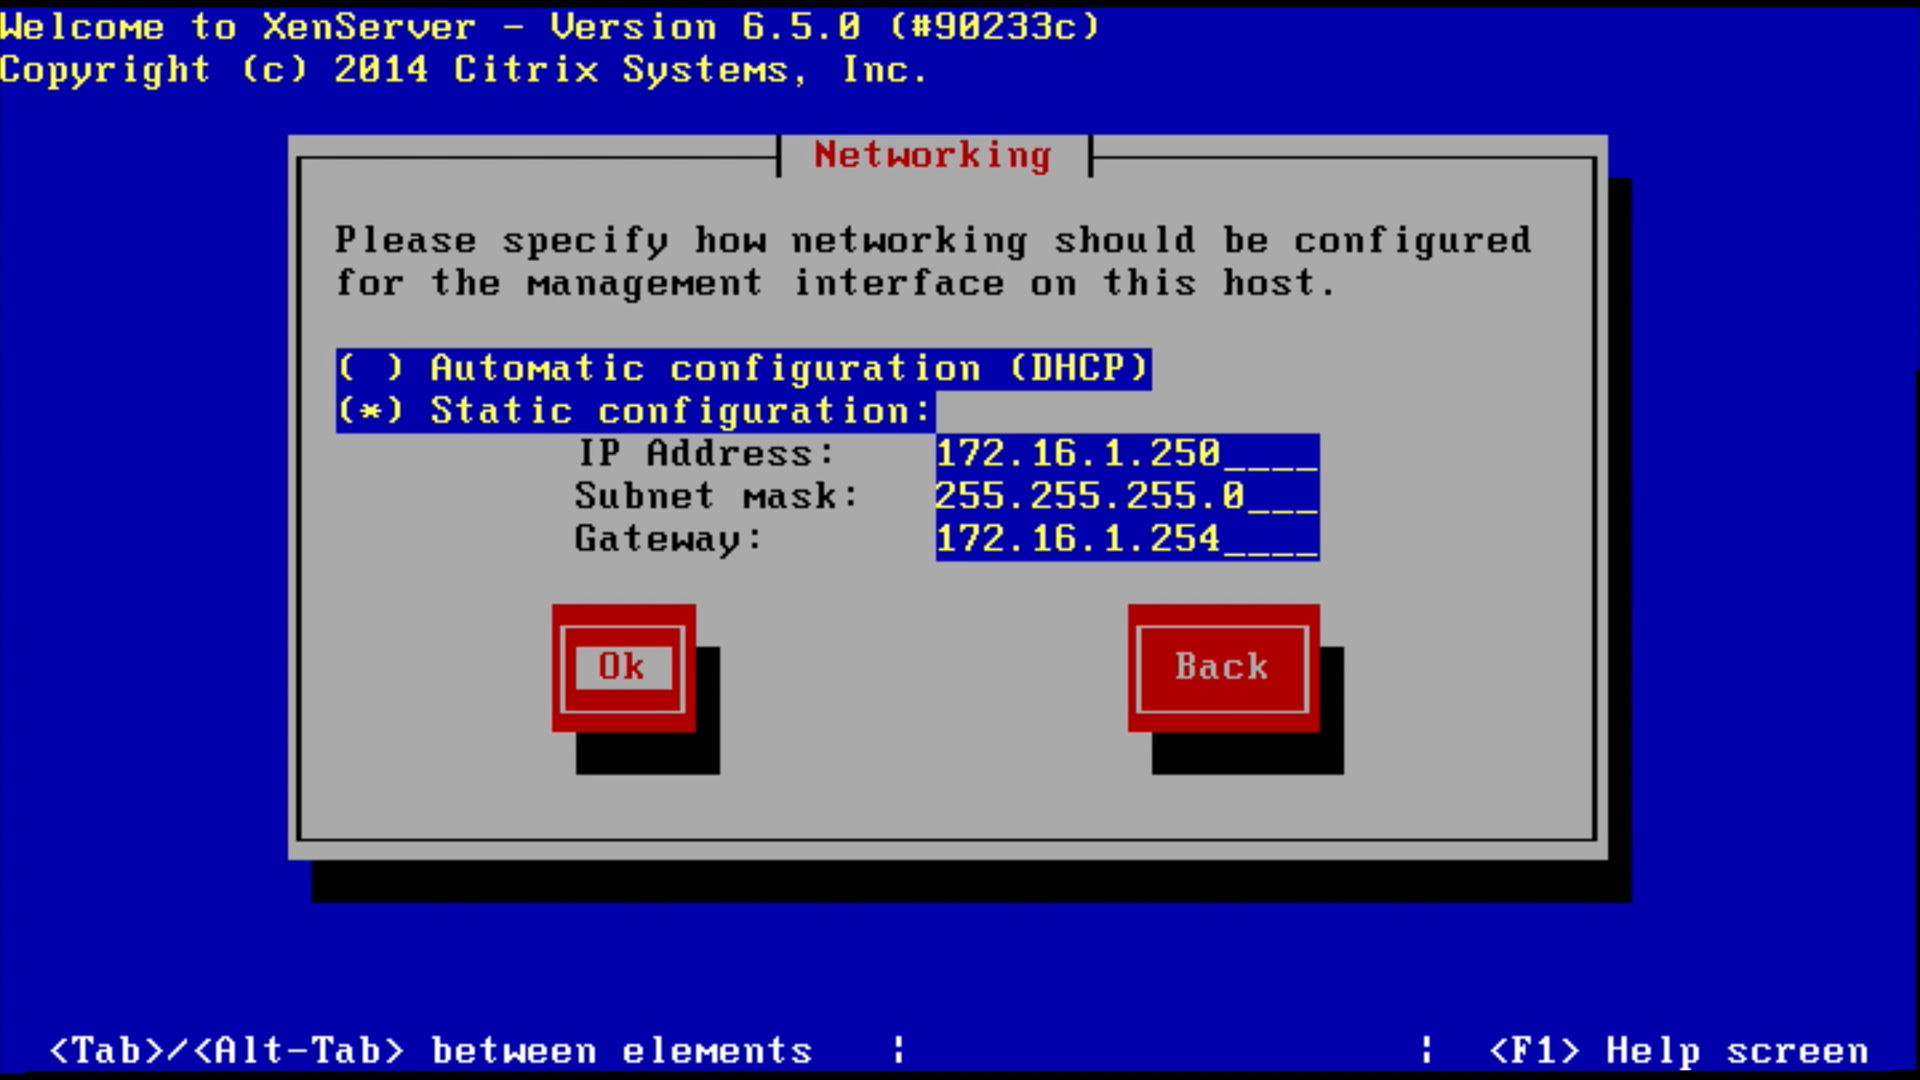 Welcome to XenServer - Version 6.5.0 (#90233c)
Copyright (c) 2014 Citrix Systems, Inc.
Networking
Please specify how networking should be configured
for the management interface on this host.
( ) Automatic configuration (DHCP)
(*) Static configuration:
IP Address: 172.16.1.250____
Subnet mask: 255.255.255.0___
Gateway: 172.16.1.254____
Ok Back
<Tab>/<Alt-Tab> between elements ¦ ¦ <F1> Help screen